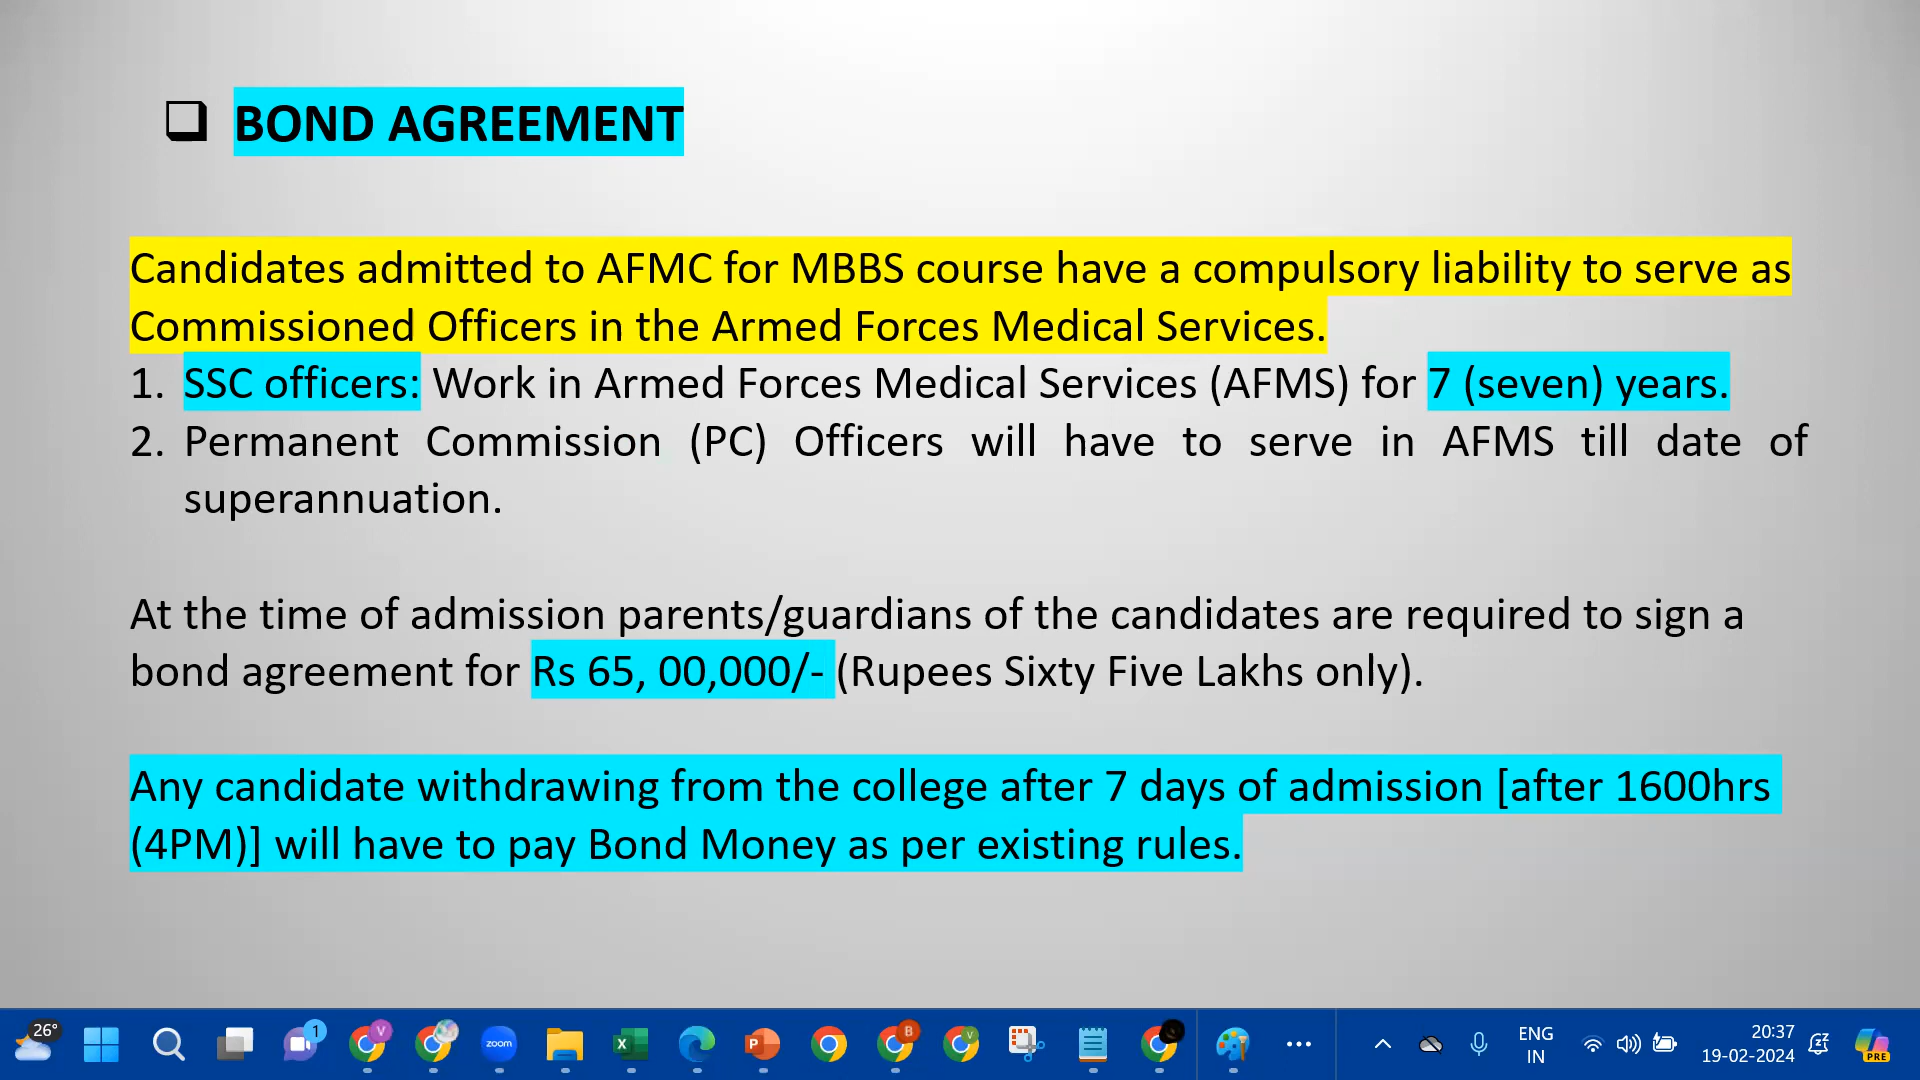 BOND AGREEMENT
Candidates admitted to AFMC for MBBS course have a compulsory liability to serve as
Commissioned Officers in the Armed Forces Medical Services.
1. SSC officers: Work in Armed Forces Medical Services (AFMS) for 7 (seven) years.
2. Permanent Commission (PC) Officers will have to serve in AFMS till date of
superannuation.
At the time of admission parents/guardians of the candidates are required to sign a
bond agreement for Rs 65, 00,000/- (Rupees Sixty Five Lakhs only).
Any candidate withdrawing from the college after 7 days of admission [after 1600hrs
(4PM)] will have to pay Bond Money as per existing rules.
26°
1
V
zoom
X
P
B
V
ENG
IN
20:37
19-02-2024
PRE